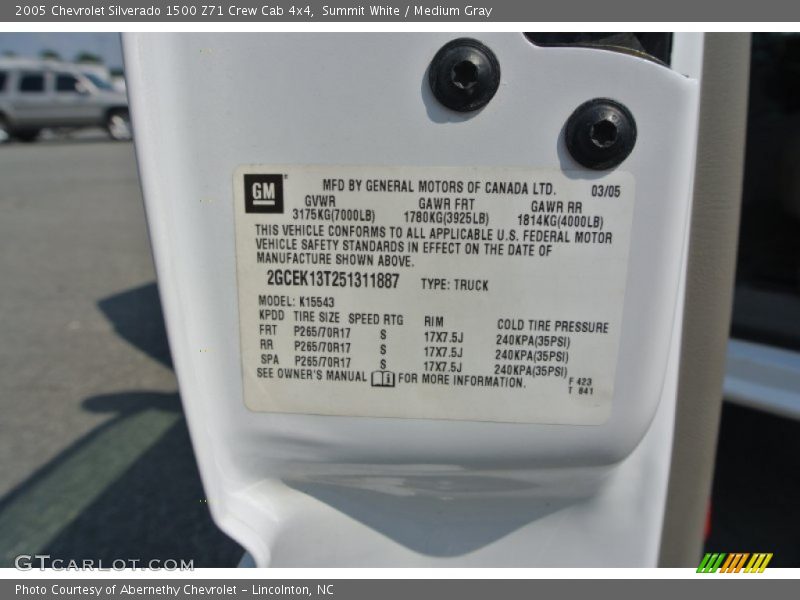 2005 Chevrolet Silverado 1500 Z71 Crew Cab 4x4, Summit White / Medium Gray
GM
MFD BY GENERAL MOTORS OF CANADA LTD. 03/05
GVWR GAWR FRT GAWR RR
3175KG(7000LB) 1780KG(3925LB) 1814KG(4000LB)
THIS VEHICLE CONFORMS TO ALL APPLICABLE U.S. FEDERAL MOTOR
VEHICLE SAFETY STANDARDS IN EFFECT ON THE DATE OF
MANUFACTURE SHOWN ABOVE.
2GCEK13T251311887 TYPE: TRUCK
MODEL: K15543
KPDD TIRE SIZE SPEED RTG RIM COLD TIRE PRESSURE
FRT P265/70R17 S 17X7.5J 240KPA(35PSI)
RR P265/70R17 S 17X7.5J 240KPA(35PSI)
SPA P265/70R17 S 17X7.5J 240KPA(35PSI)
SEE OWNER'S MANUAL FOR MORE INFORMATION.
F 423
T 841
GTCARLOT.COM
Photo Courtesy of Abernethy Chevrolet – Lincolnton, NC